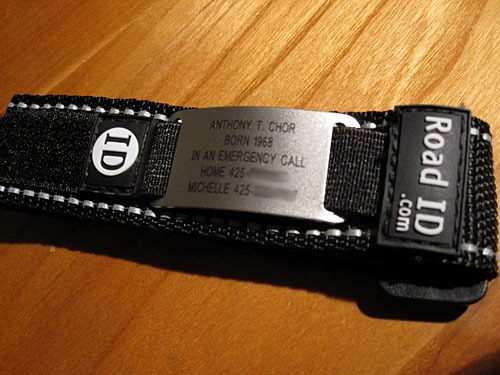 ID
ANTHONY T. CHOR
BORN 1968
IN AN EMERGENCY CALL
HOME 425-
MICHELLE 425-
Road ID
.com